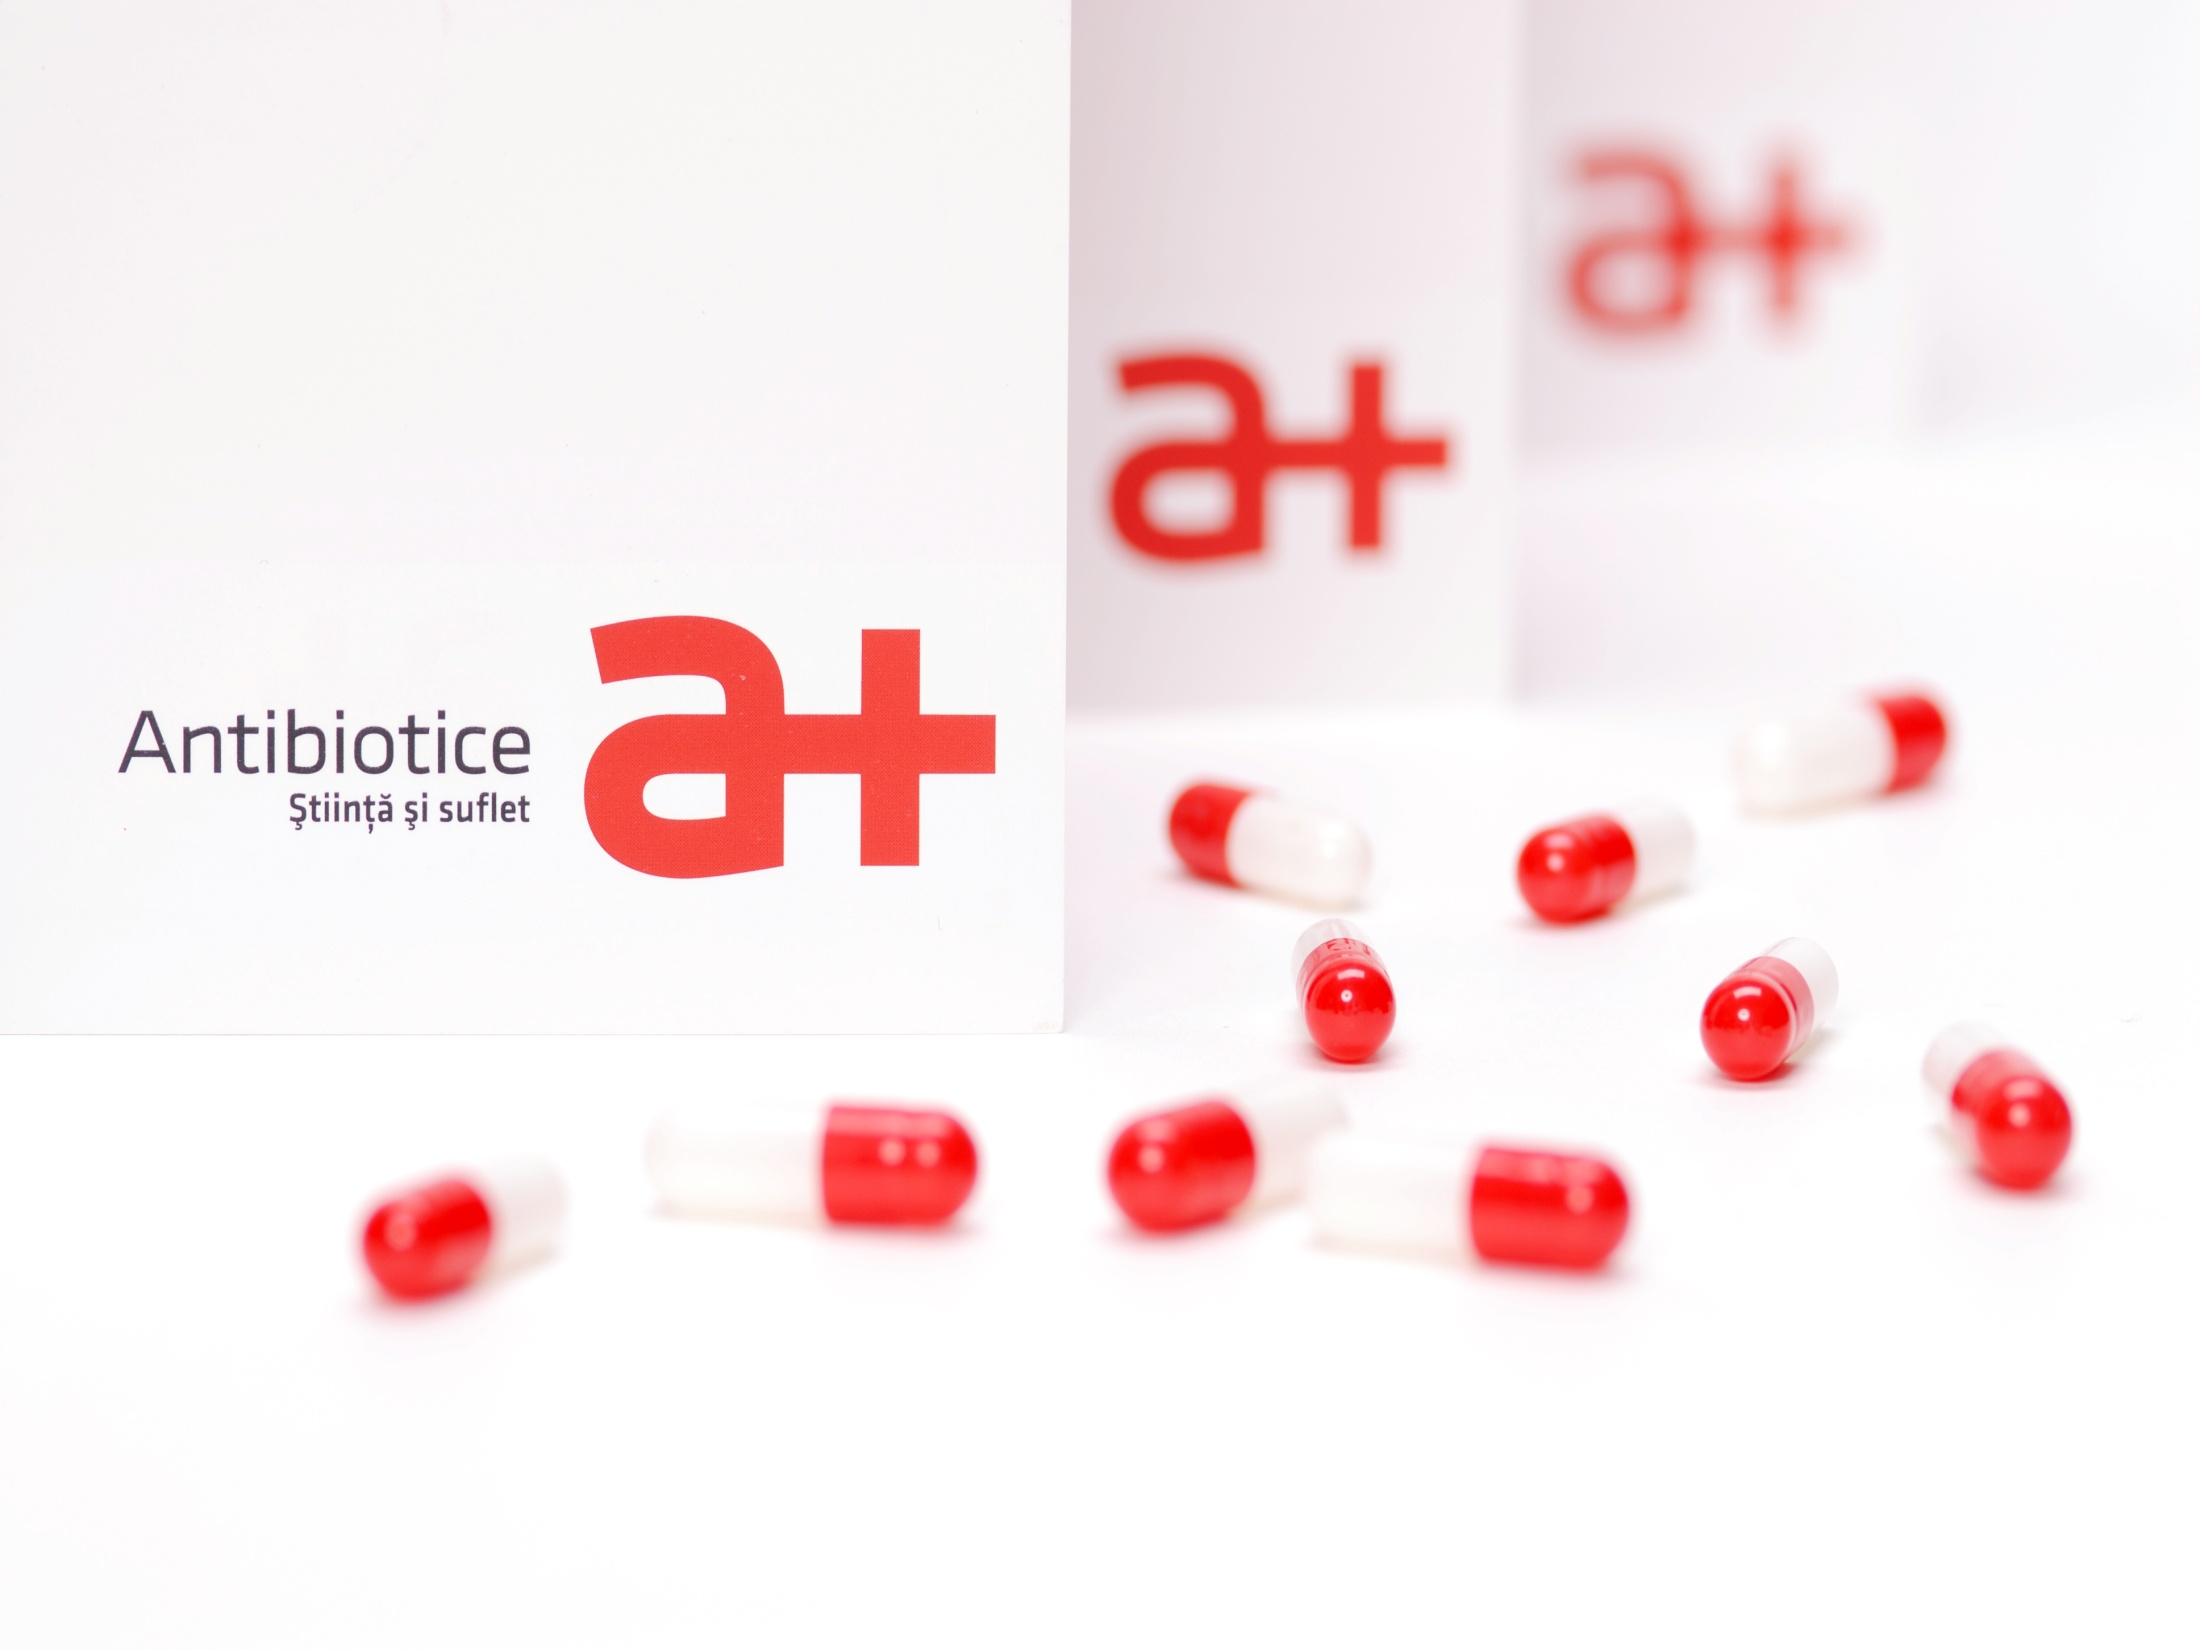 Antibiotice
Ştiinţă şi suflet
a+
a+
a+